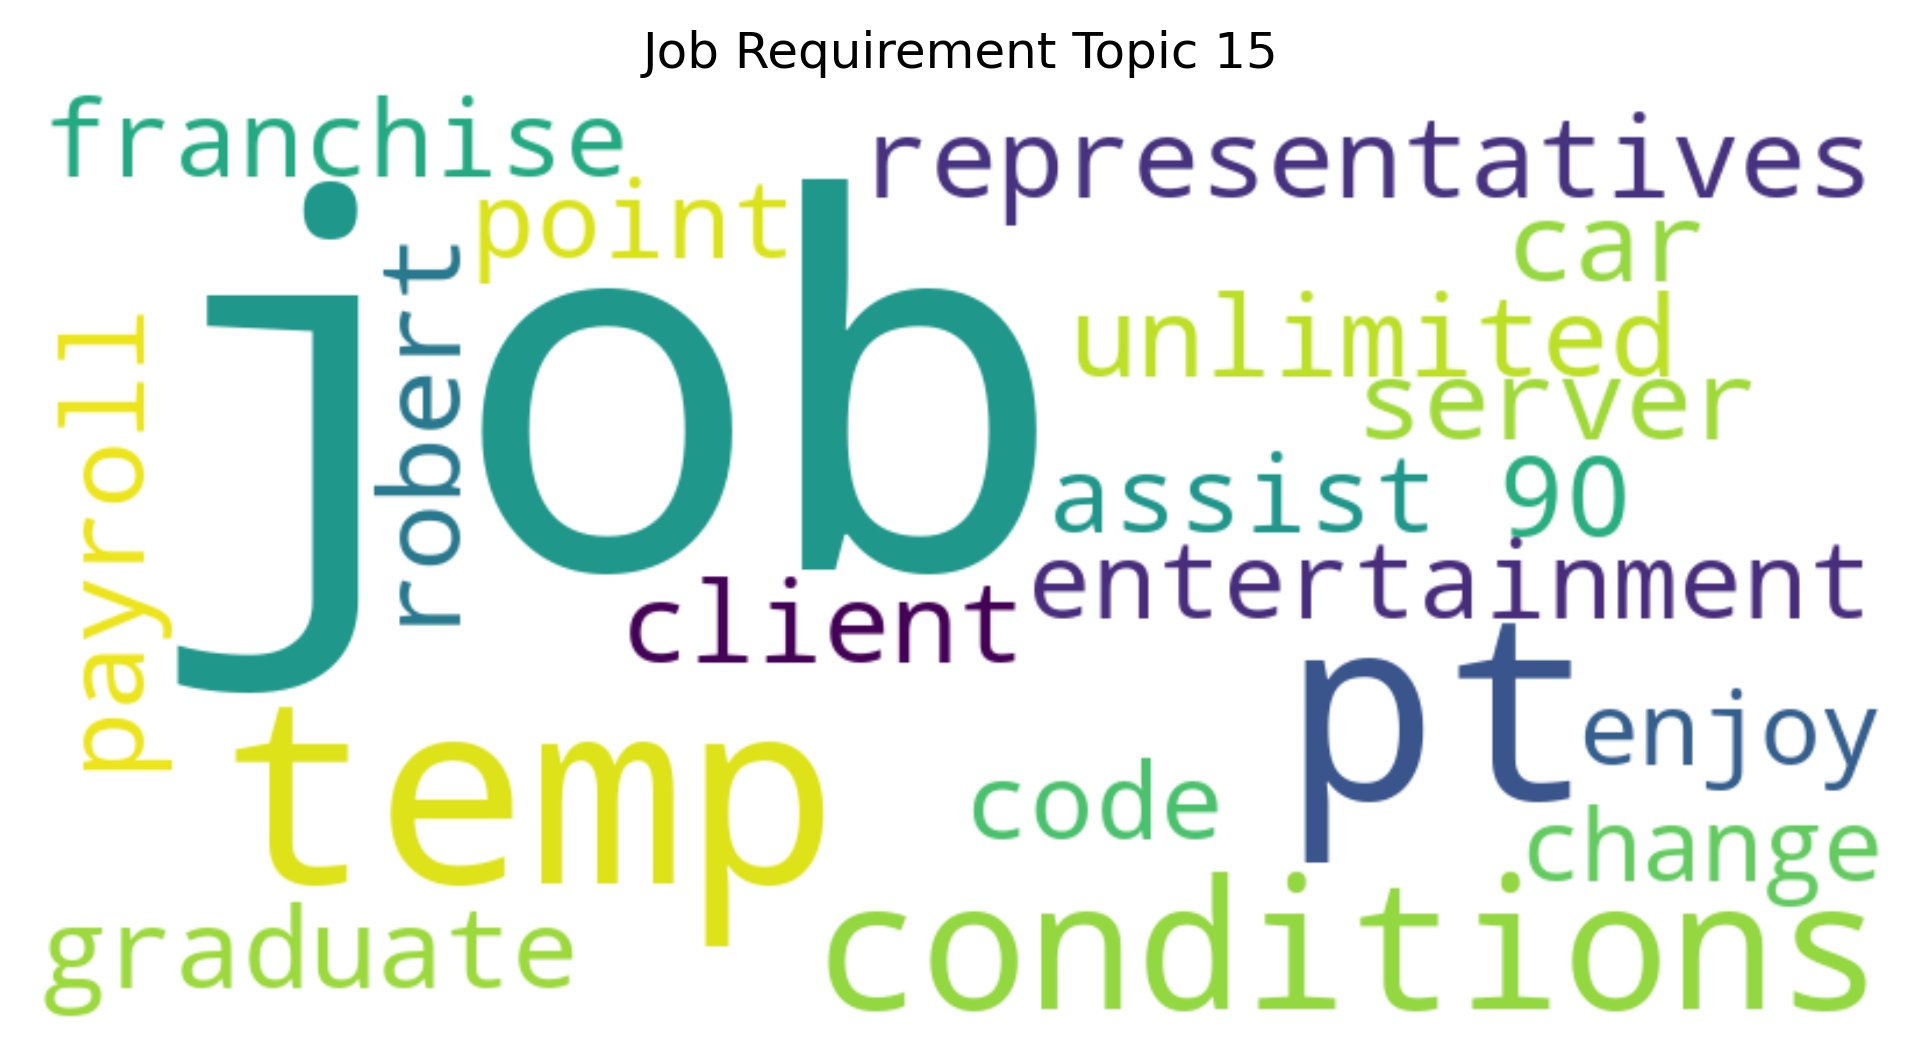 Job Requirement Topic 15
franchise
representatives
point
car
robert
job
unlimited
payroll
server
assist
90
entertainment
client
pt
temp
enjoy
code
change
conditions
graduate